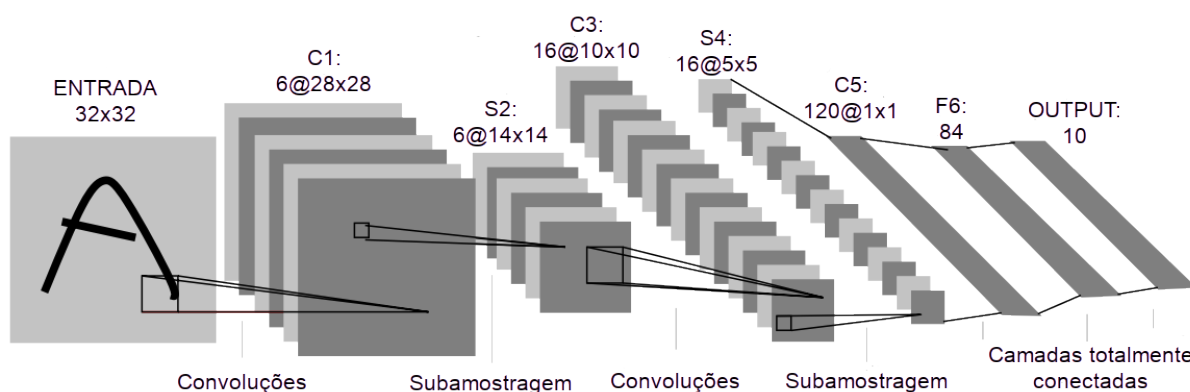 ENTRADA
32x32
C1:
6@28x28
S2:
6@14x14
C3:
16@10x10
S4:
16@5x5
C5:
120@1x1
F6:
84
OUTPUT:
10
Convoluções
Subamostragem
Convoluções
Subamostragem
Camadas totalmente
conectadas